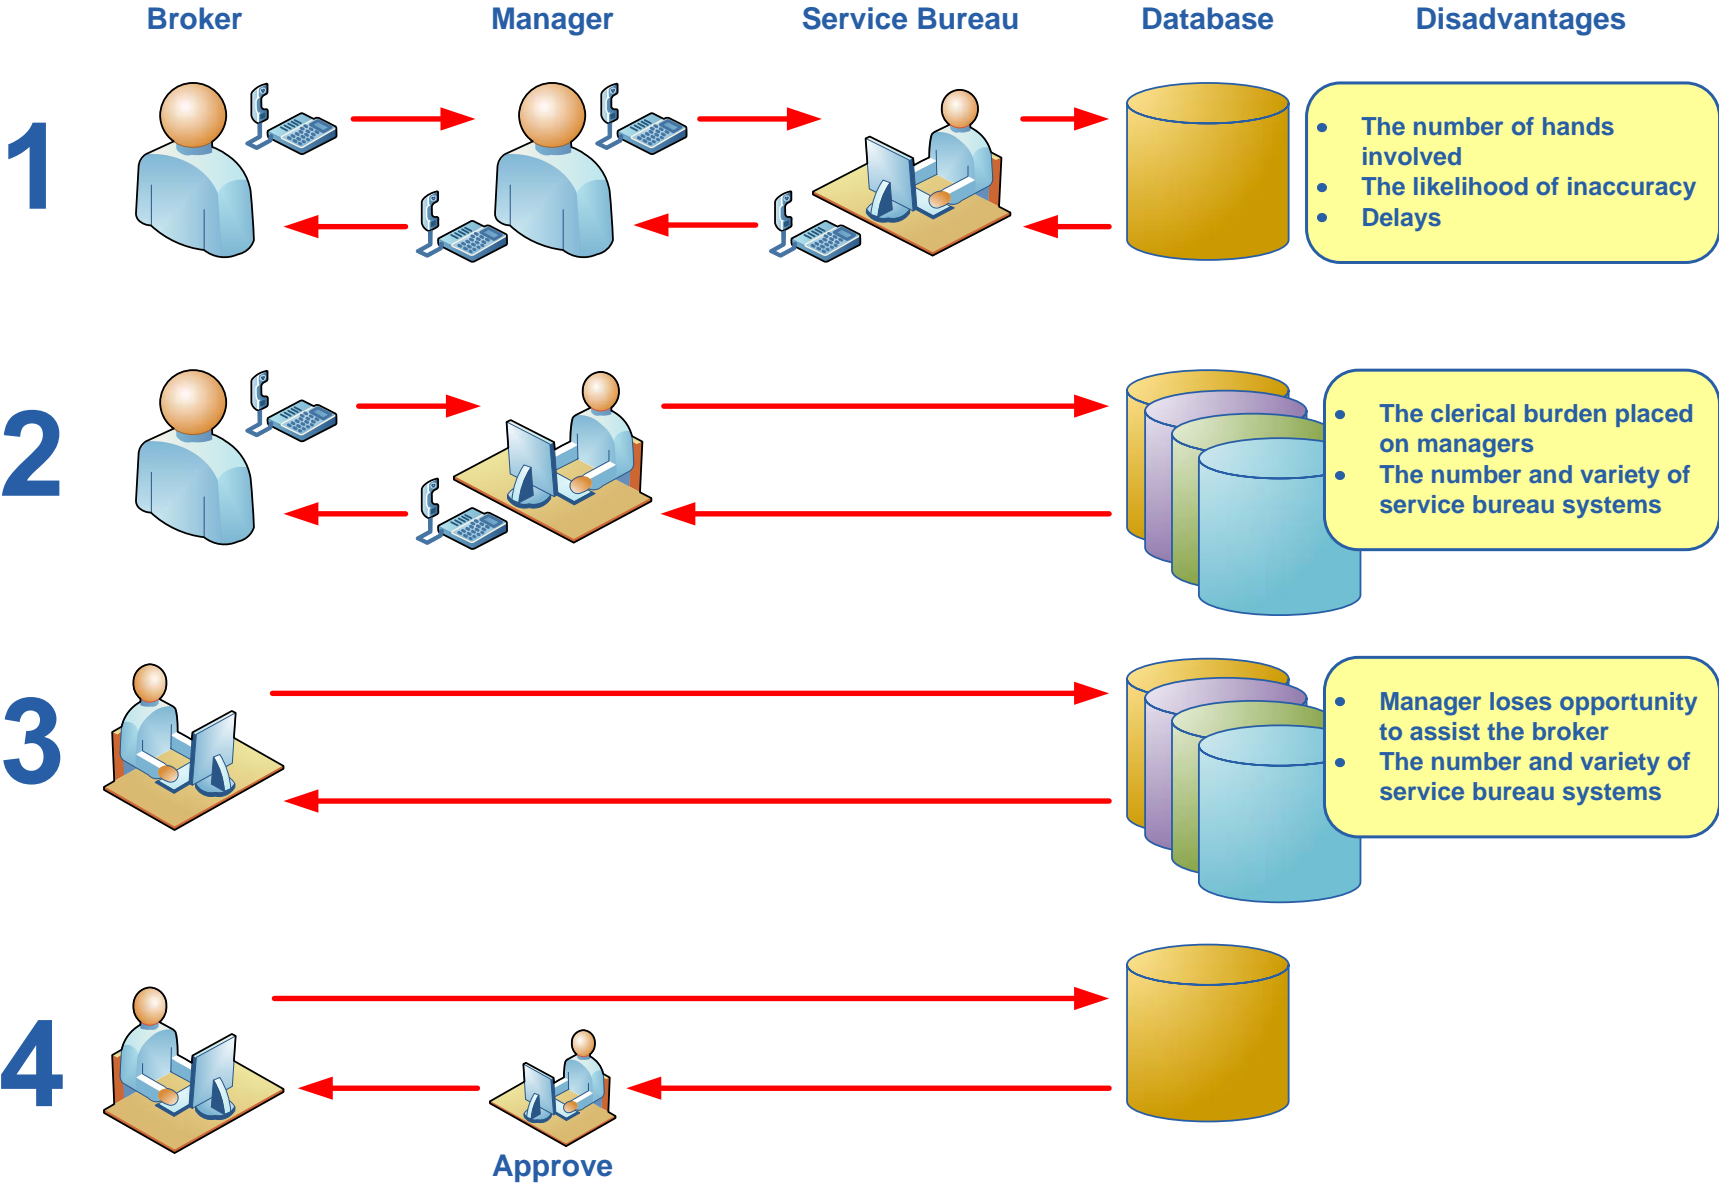 Broker Manager Service Bureau Database Disadvantages
1
• The number of hands
involved
• The likelihood of inaccuracy
• Delays
2
• The clerical burden placed
on managers
• The number and variety of
service bureau systems
3
• Manager loses opportunity
to assist the broker
• The number and variety of
service bureau systems
4
Approve